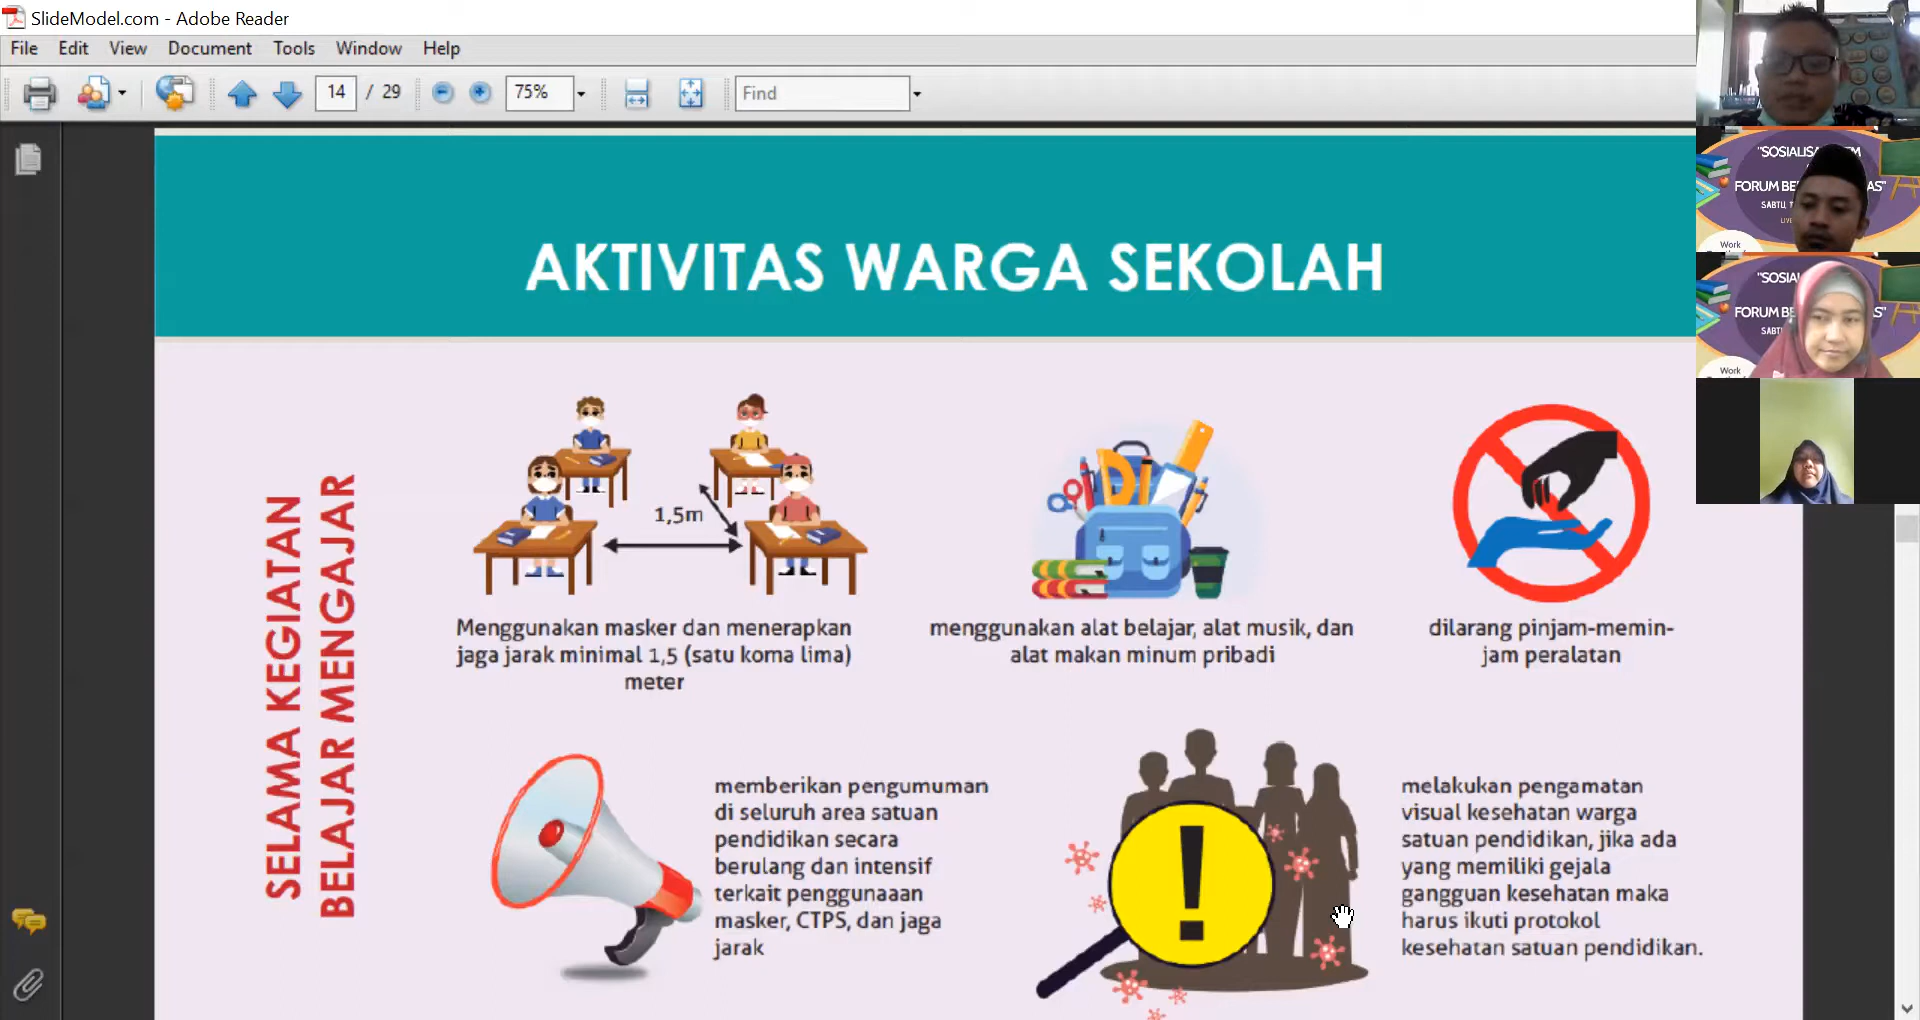 SlideModel.com - Adobe Reader
File Edit View Document Tools Window Help
14 / 29 75% Find
AKTIVITAS WARGA SEKOLAH
SELAMA KEGIATAN
BELAJAR MENGAJAR
1,5m
Menggunakan masker dan menerapkan
jaga jarak minimal 1,5 (satu koma lima)
meter
menggunakan alat belajar, alat musik, dan
alat makan minum pribadi
dilarang pinjam-memin-
jam peralatan
memberikan pengumuman
di seluruh area satuan
pendidikan secara
berulang dan intensif
terkait penggunaaan
masker, CTPS, dan jaga
jarak
!
melakukan pengamatan
visual kesehatan warga
satuan pendidikan, jika ada
yang memiliki gejala
gangguan kesehatan maka
harus ikuti protokol
kesehatan satuan pendidikan.
FORUM
SABTU,
Work
FORUM
Work